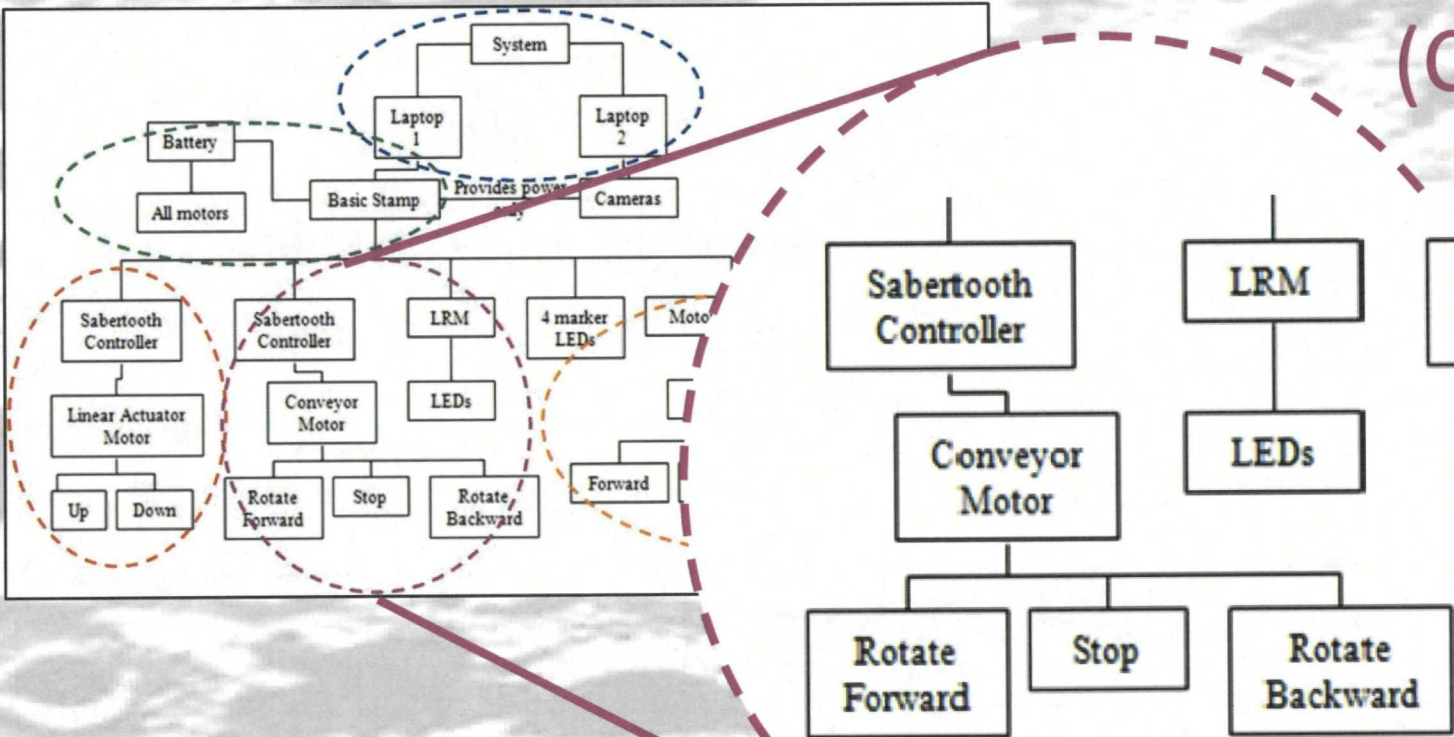 (C
System
Laptop
1
Laptop
2
Battery
All motors
Basic Stamp
Provides power
only
Cameras
Sabertooth
Controller
Sabertooth
Controller
LRM
4 marker
LEDs
Moto
Linear Actuator
Motor
Conveyor
Motor
LEDs
Up
Down
Rotate
Forward
Stop
Rotate
Backward
Forward
Sabertooth
Controller
LRM
Conveyor
Motor
LEDs
Rotate
Forward
Stop
Rotate
Backward